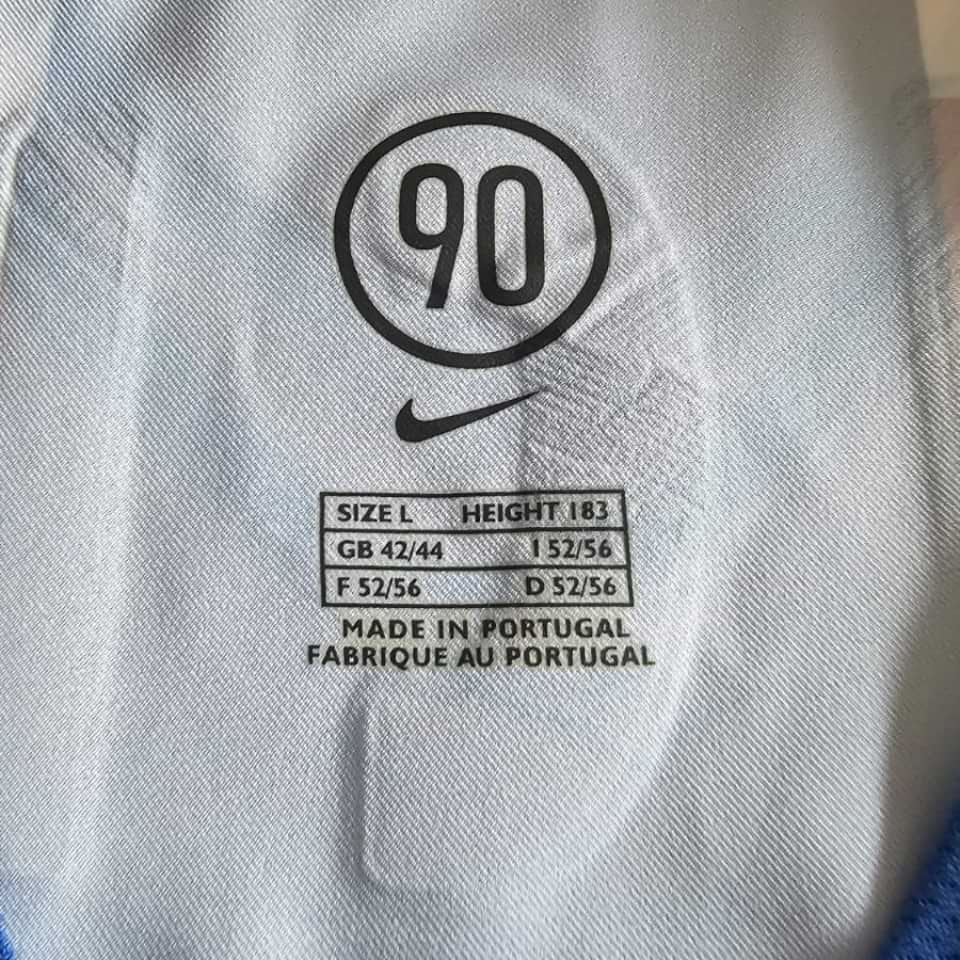 90
SIZE L HEIGHT 183
GB 42/44 I 52/56
F 52/56 D 52/56
MADE IN PORTUGAL
FABRIQUE AU PORTUGAL